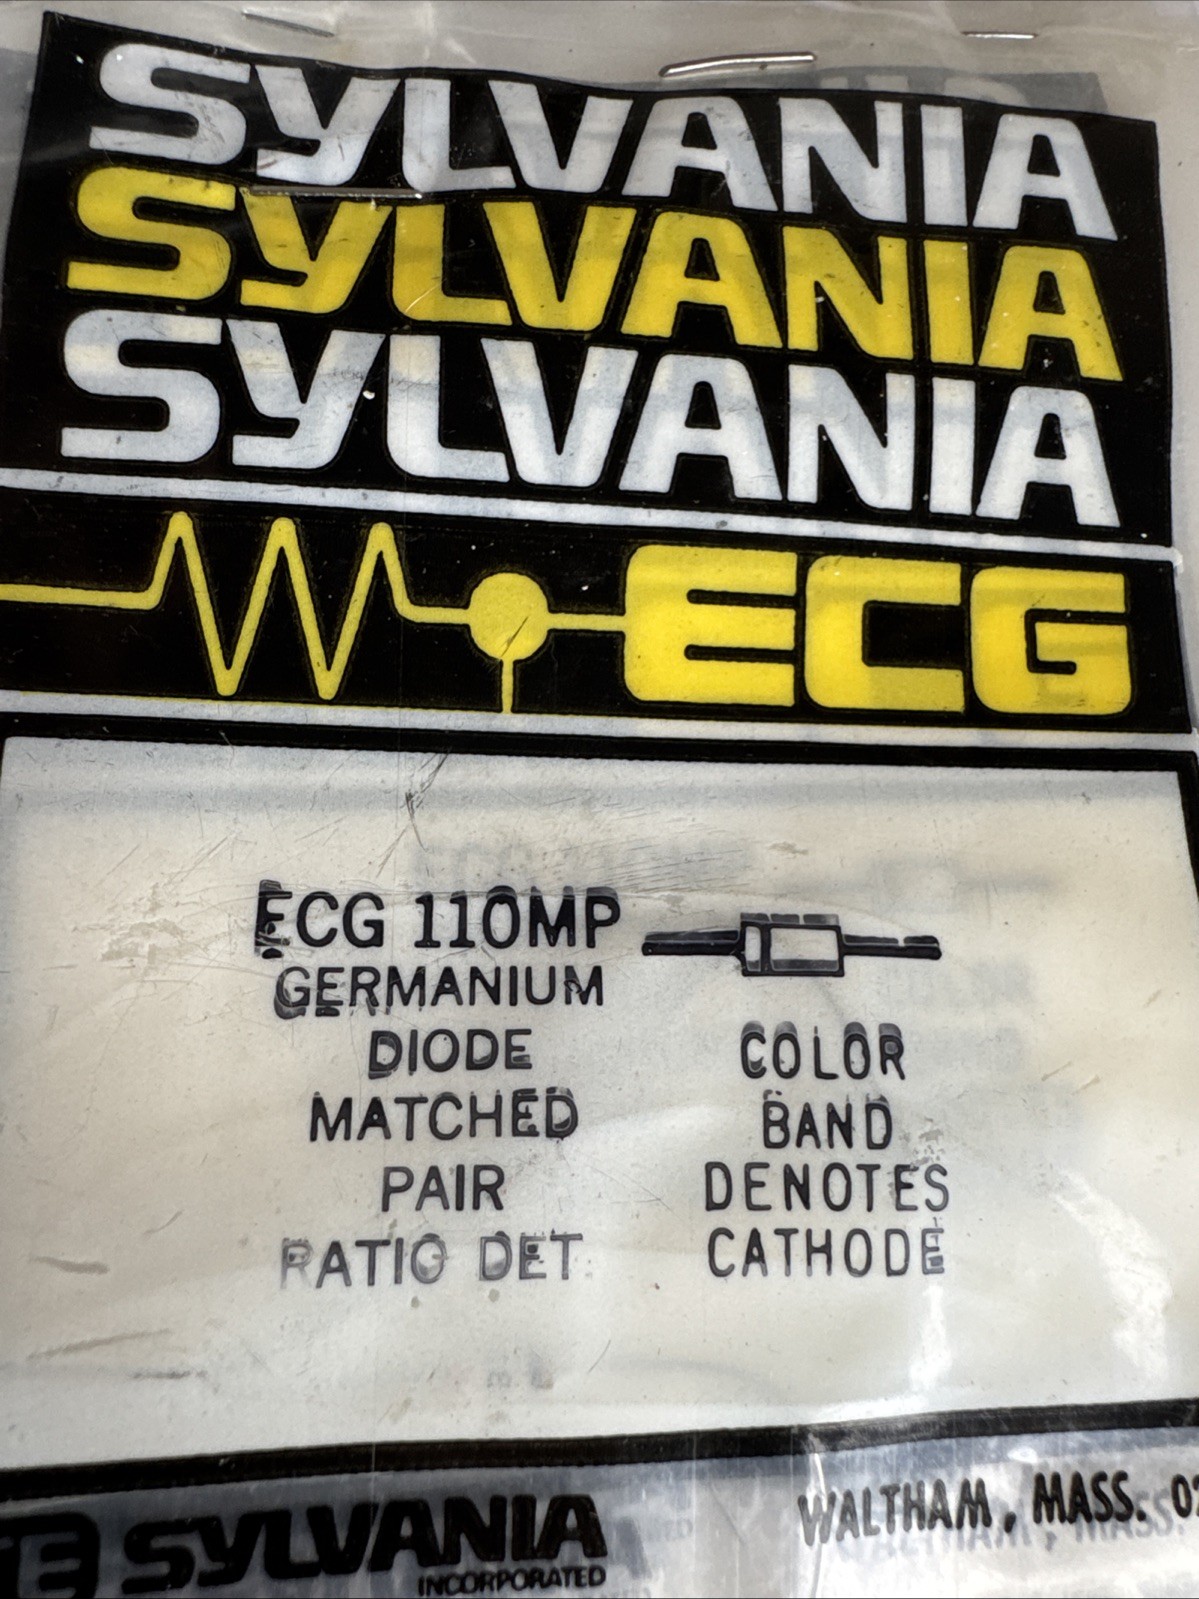 SYLVANIA
SYLVANIA
SYLVANIA
ECG
ECG 110MP
GERMANIUM
DIODE
MATCHED
PAIR
RATIO DET.
COLOR
BAND
DENOTES
CATHODE
SYLVANIA
INCORPORATED
WALTHAM, MASS.